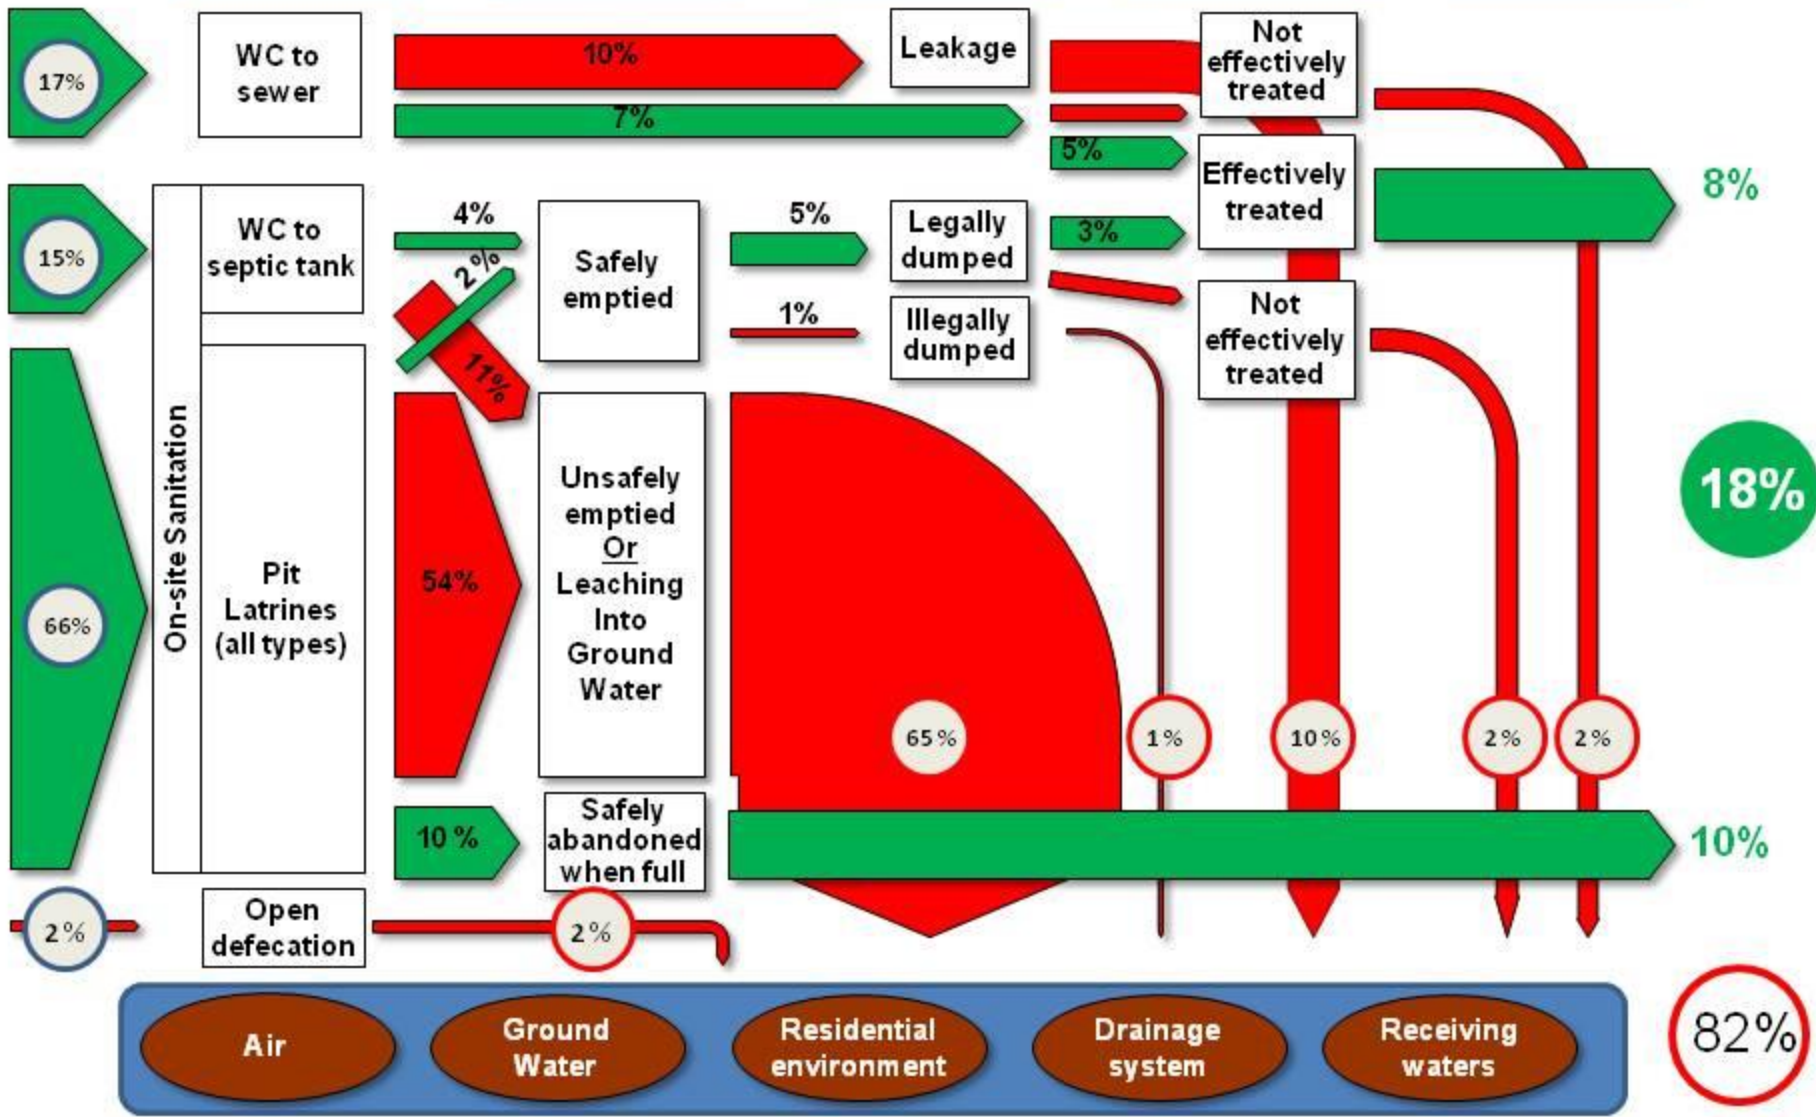 17%
WC to
sewer
10%
7%
Leakage
Not
effectively
treated
5%
Effectively
treated
8%
15%
WC to
septic tank
4%
2 %
11%
Safely
emptied
5%
1%
Legally
dumped
3%
Illegally
dumped
Not
effectively
treated
18%
On-site Sanitation
66%
Pit
Latrines
(all types)
54%
Unsafely
emptied
Or
Leaching
Into
Ground
Water
65 %
1 %
10 %
2 %
2 %
10 %
Safely
abandoned
when full
10%
2 %
Open
defecation
2 %
Air
Ground
Water
Residential
environment
Drainage
system
Receiving
waters
82%